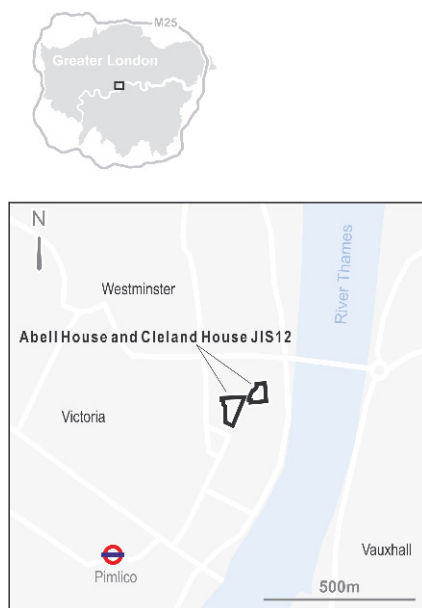 M25
Greater London
N
River Thames
Westminster
Abell House and Cleland House JIS12
Victoria
Pimlico
Vauxhall
500m